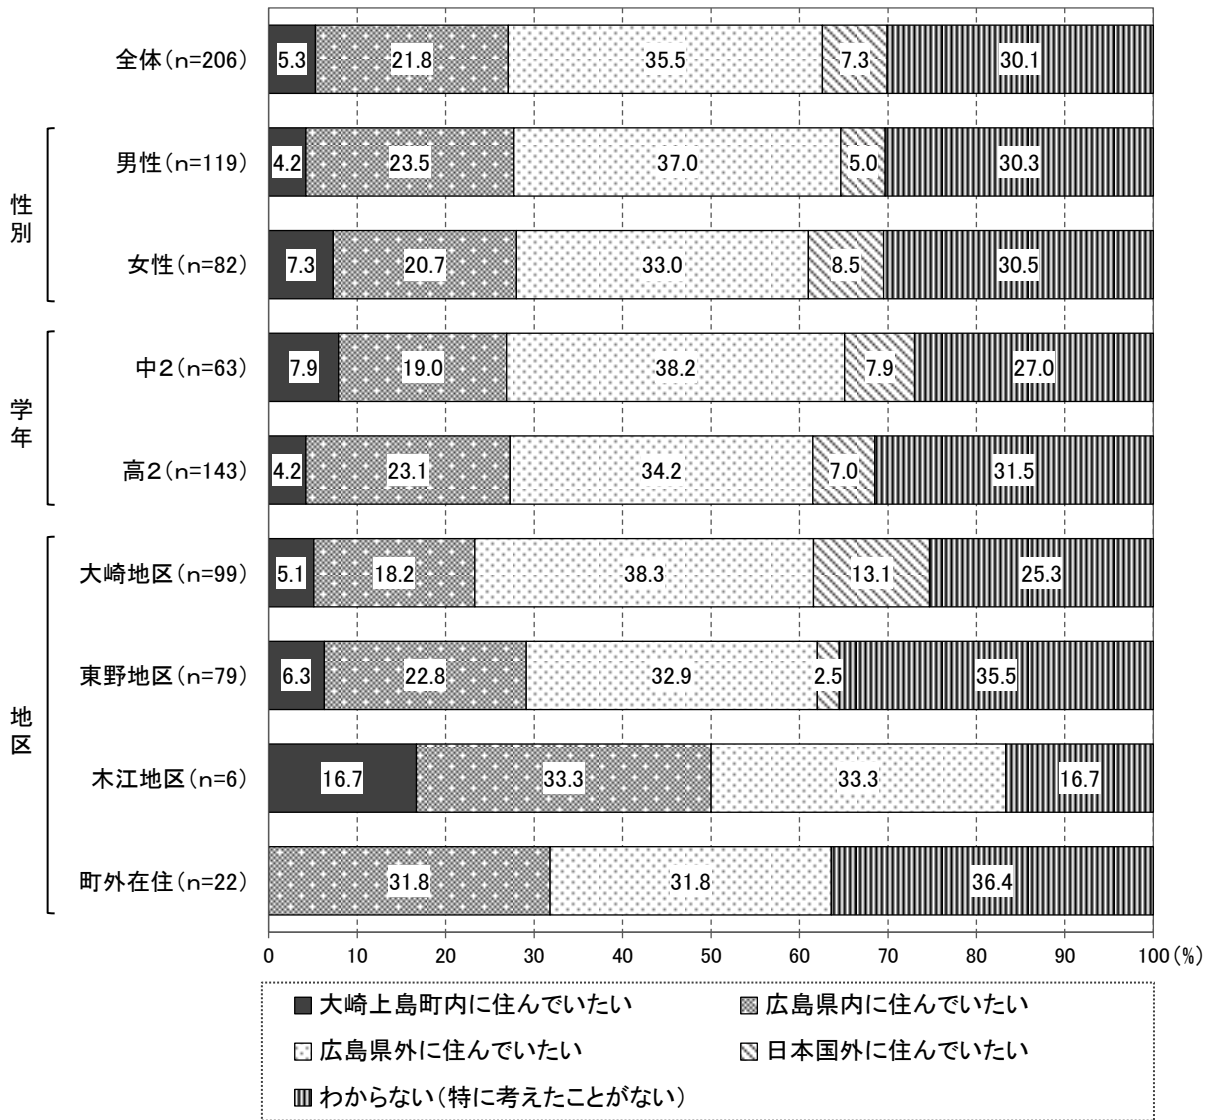 全体（n=206）
5.3 21.8 35.5 7.3 30.1
性別
男性（n=119）
4.2 23.5 37.0 5.0 30.3
女性（n=82）
7.3 20.7 33.0 8.5 30.5
学年
中２（n=63）
7.9 19.0 38.2 7.9 27.0
高２（n=143）
4.2 23.1 34.2 7.0 31.5
地区
大崎地区（n=99）
5.1 18.2 38.3 13.1 25.3
東野地区（n=79）
6.3 22.8 32.9 2.5 35.5
木江地区（n=6）
16.7 33.3 33.3 16.7
町外在住（n=22）
31.8 31.8 36.4
0 10 20 30 40 50 60 70 80 90 100 (%)
大崎上島町内に住んでいたい 広島県内に住んでいたい
広島県外に住んでいたい 日本国外に住んでいたい
わからない（特に考えたことがない）